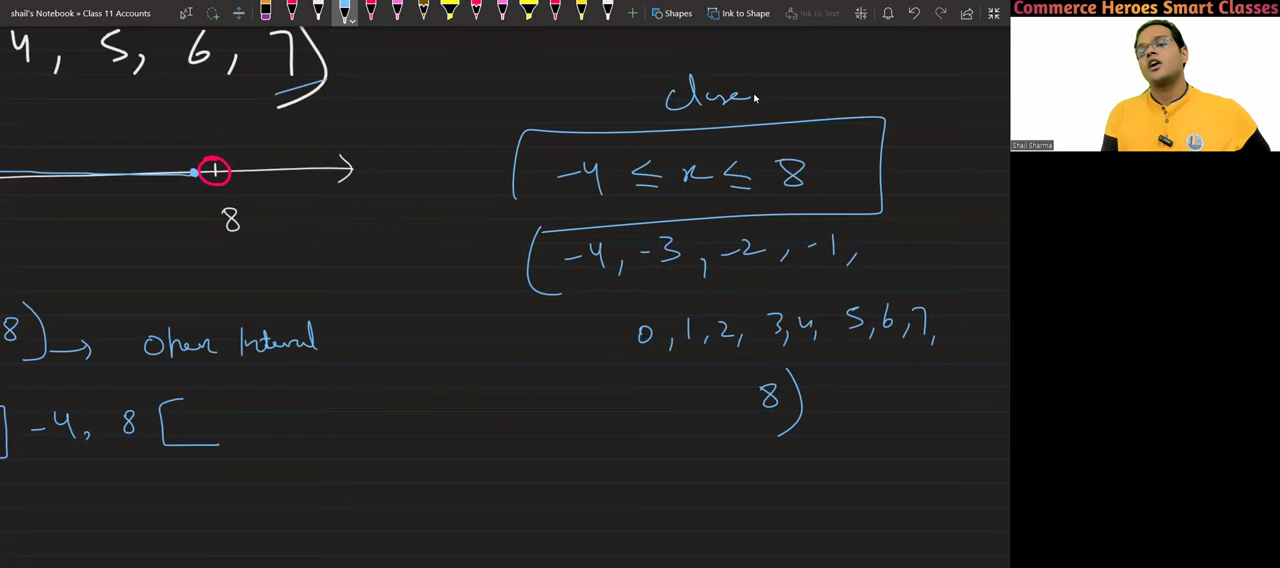 shail's Notebook » Class 11 Accounts
Shapes
Ink to Shape
Ink to Text
Commerce Heroes Smart Classes
Shail Sharma
4, 5, 6, 7)
8
8) → Open Interval
] -4, 8 [
Close
-4 ≤ x ≤ 8
(-4, -3, -2, -1,
0, 1, 2, 3, 4, 5, 6, 7,
8)